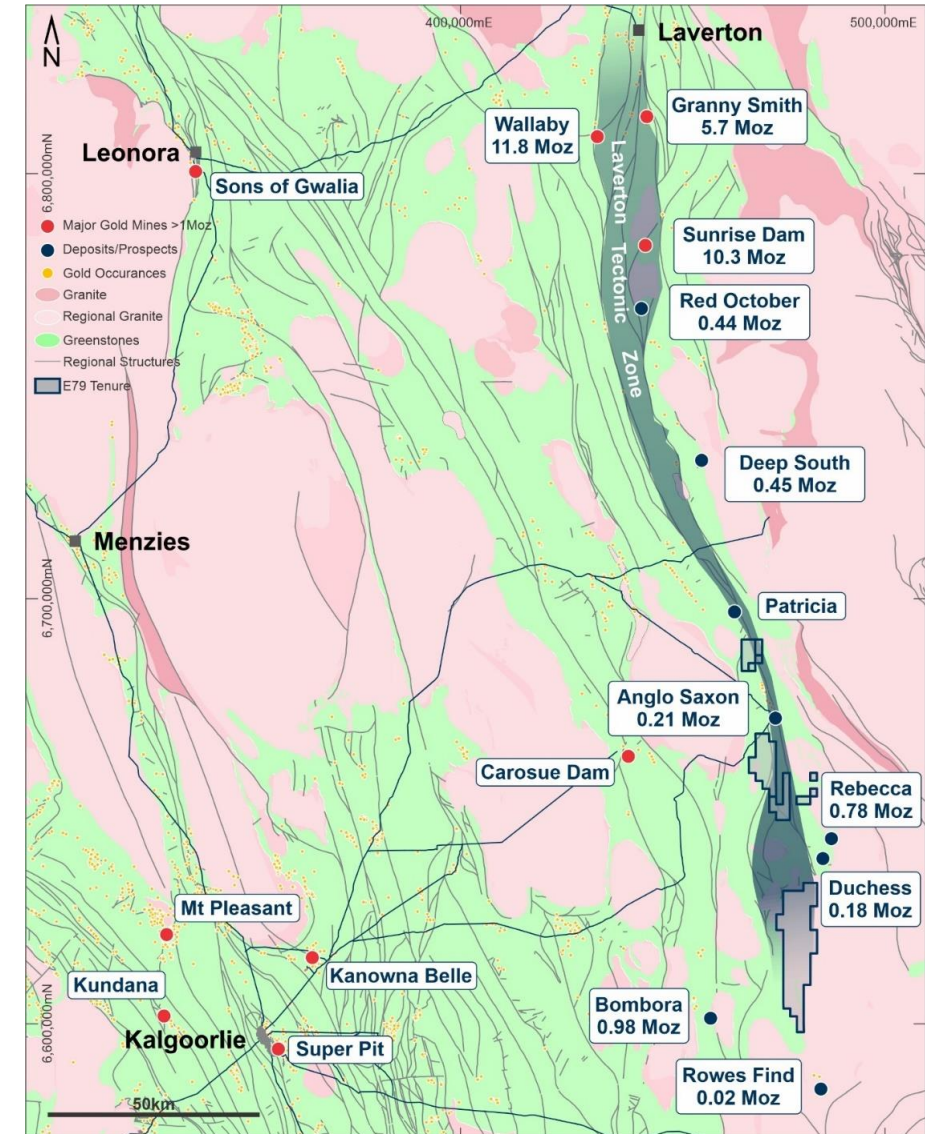 N
400,000mE
500,000mE
Laverton
Granny Smith
5.7 Moz
Wallaby
11.8 Moz
Leonora
6,800,000mN
Sons of Gwalia
Laverton Tectonic Zone
Major Gold Mines >1Moz
Deposits/Prospects
Gold Occurances
Granite
Regional Granite
Greenstones
Regional Structures
E79 Tenure
Sunrise Dam
10.3 Moz
Red October
0.44 Moz
Deep South
0.45 Moz
Menzies
6,700,000mN
Patricia
Anglo Saxon
0.21 Moz
Carosue Dam
Rebecca
0.78 Moz
Duchess
0.18 Moz
Mt Pleasant
Kanowna Belle
Kundana
Bombora
0.98 Moz
6,600,000mN
Kalgoorlie
Super Pit
Rowes Find
0.02 Moz
50km